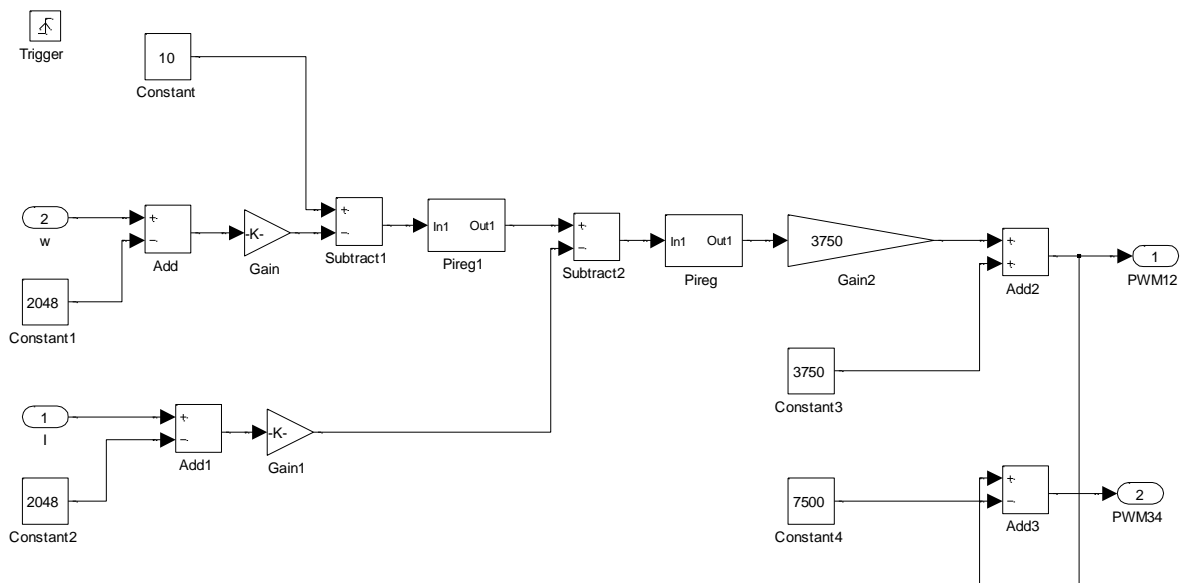 Trigger
10
Constant
2
w
+
−
Add
2048
Constant1
-K-
Gain
+
−
Subtract1
In1 Out1
Pireg1
+
−
Subtract2
In1 Out1
Pireg
3750
Gain2
+
+
Add2
1
PWM12
3750
Constant3
1
I
+
−
Add1
2048
Constant2
-K-
Gain1
7500
Constant4
+
−
Add3
2
PWM34